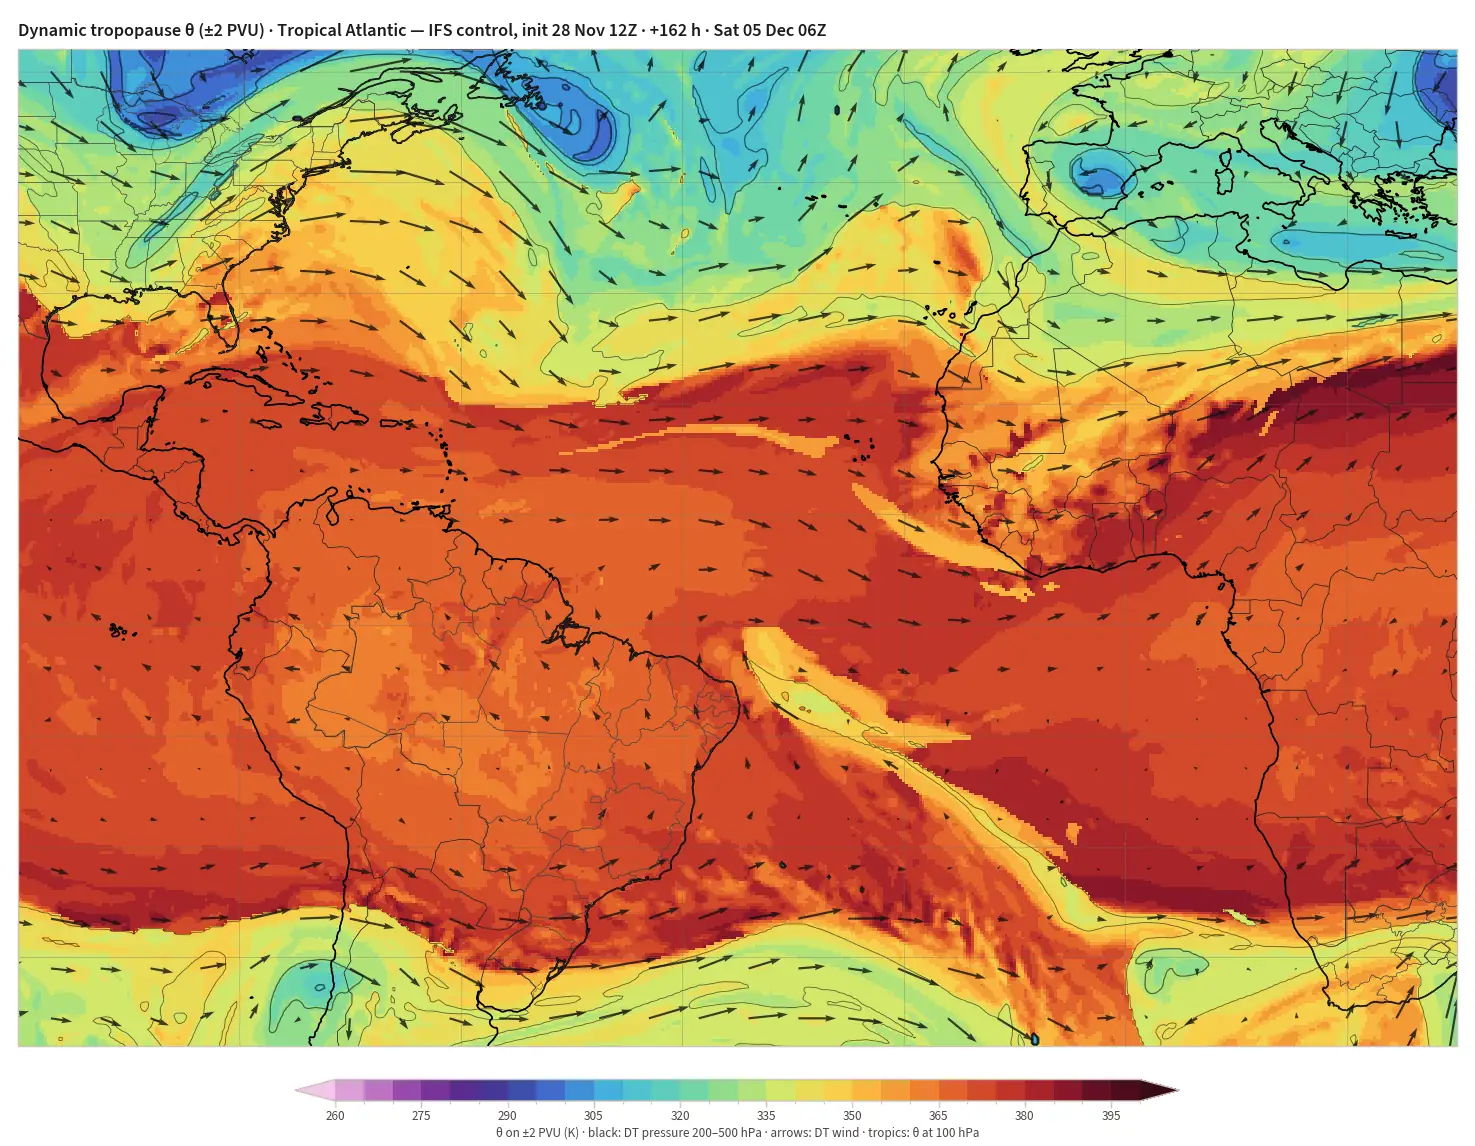 Dynamic tropopause θ (±2 PVU) · Tropical Atlantic — IFS control, init 28 Nov 12Z · +162 h · Sat 05 Dec 06Z
260 275 290 305 320 335 350 365 380 395
θ on ±2 PVU (K) · black: DT pressure 200–500 hPa · arrows: DT wind · tropics: θ at 100 hPa